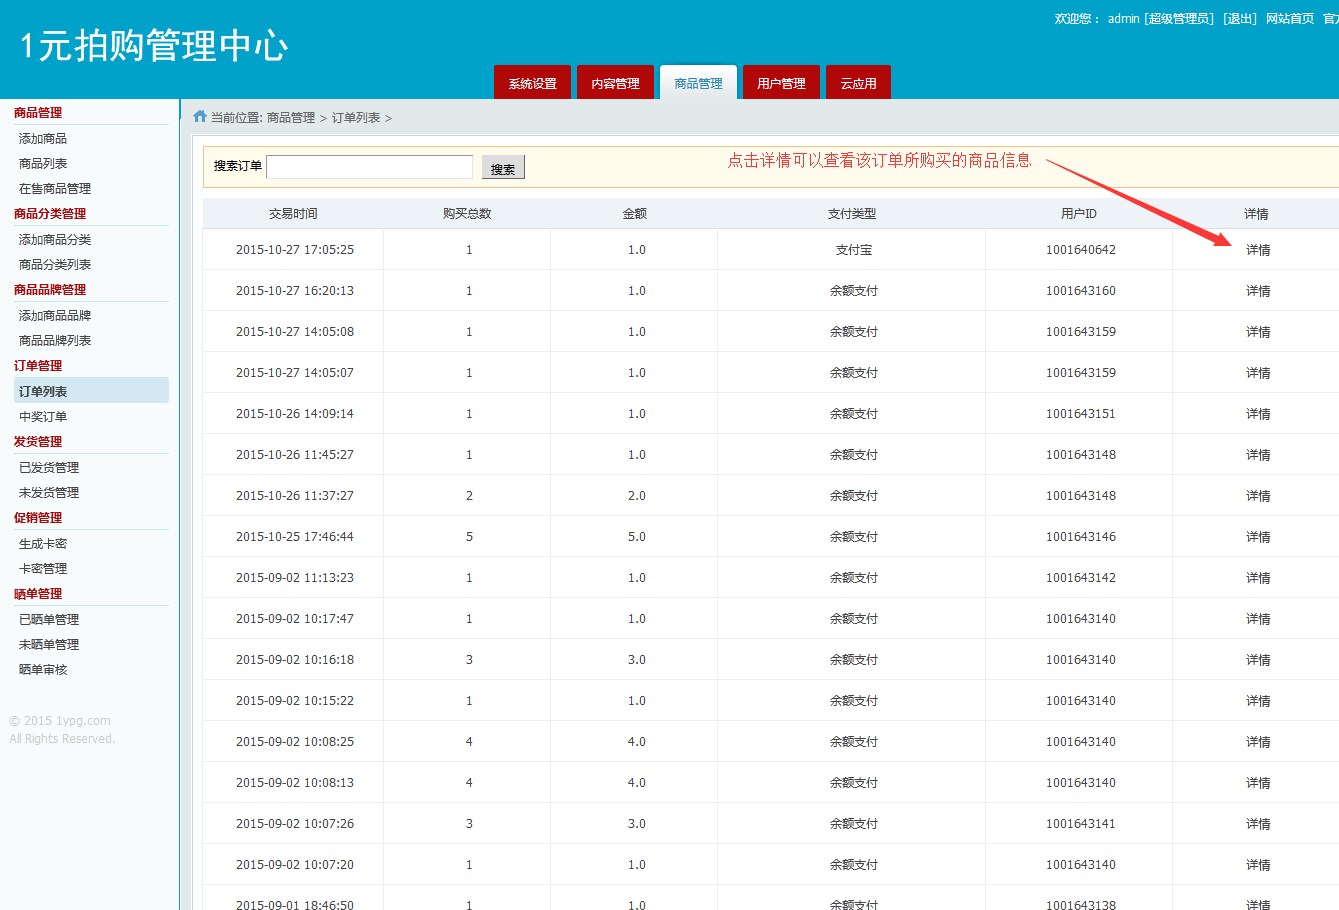 欢迎您： admin [超级管理员] [退出] 网站首页 官
1元拍购管理中心
系统设置 内容管理 商品管理 用户管理 云应用
商品管理
添加商品
商品列表
在售商品管理
商品分类管理
添加商品分类
商品分类列表
商品品牌管理
添加商品品牌
商品品牌列表
订单管理
订单列表
中奖订单
发货管理
已发货管理
未发货管理
促销管理
生成卡密
卡密管理
晒单管理
已晒单管理
未晒单管理
晒单审核
© 2015 1ypg.com
All Rights Reserved.
当前位置: 商品管理 > 订单列表 >
搜索订单 搜索
点击详情可以查看该订单所购买的商品信息
交易时间 购买总数 金额 支付类型 用户ID 详情
2015-10-27 17:05:25 1 1.0 支付宝 1001640642 详情
2015-10-27 16:20:13 1 1.0 余额支付 1001643160 详情
2015-10-27 14:05:08 1 1.0 余额支付 1001643159 详情
2015-10-27 14:05:07 1 1.0 余额支付 1001643159 详情
2015-10-26 14:09:14 1 1.0 余额支付 1001643151 详情
2015-10-26 11:45:27 1 1.0 余额支付 1001643148 详情
2015-10-26 11:37:27 2 2.0 余额支付 1001643148 详情
2015-10-25 17:46:44 5 5.0 余额支付 1001643146 详情
2015-09-02 11:13:23 1 1.0 余额支付 1001643142 详情
2015-09-02 10:17:47 1 1.0 余额支付 1001643140 详情
2015-09-02 10:16:18 3 3.0 余额支付 1001643140 详情
2015-09-02 10:15:22 1 1.0 余额支付 1001643140 详情
2015-09-02 10:08:25 4 4.0 余额支付 1001643140 详情
2015-09-02 10:08:13 4 4.0 余额支付 1001643140 详情
2015-09-02 10:07:26 3 3.0 余额支付 1001643141 详情
2015-09-02 10:07:20 1 1.0 余额支付 1001643140 详情
2015-09-01 18:46:50 1 1.0 余额支付 1001643138 详情